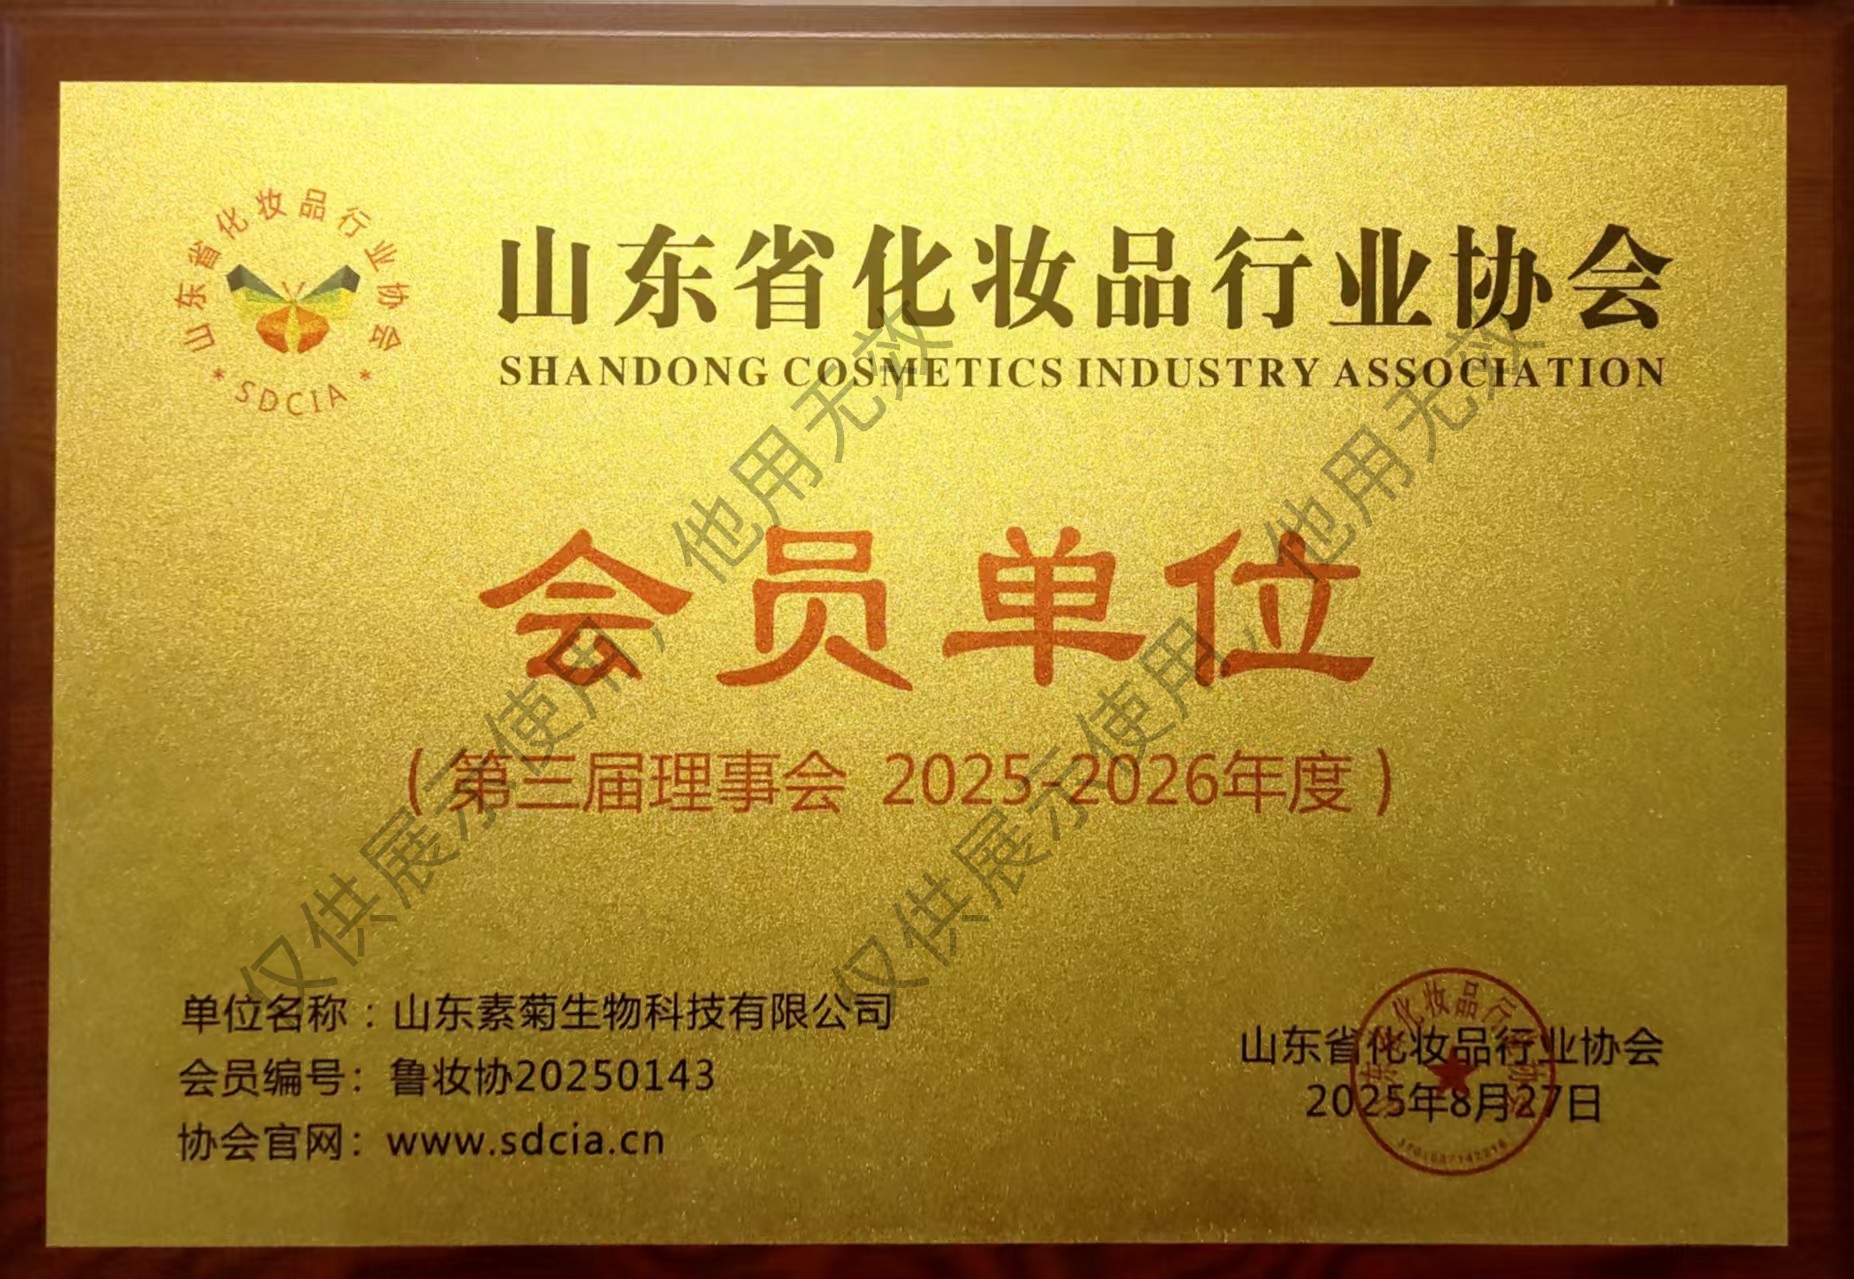 山东省化妆品行业协会
* SDCIA *
山东省化妆品行业协会
SHANDONG COSMETICS INDUSTRY ASSOCIATION
会员单位
(第三届理事会 2025-2026年度)
单位名称:山东素菊生物科技有限公司
会员编号:鲁妆协20250143
协会官网:www.sdcia.cn
山东省化妆品行业协会
2025年8月27日
仅供展示使用,他用无效
仅供展示使用,他用无效